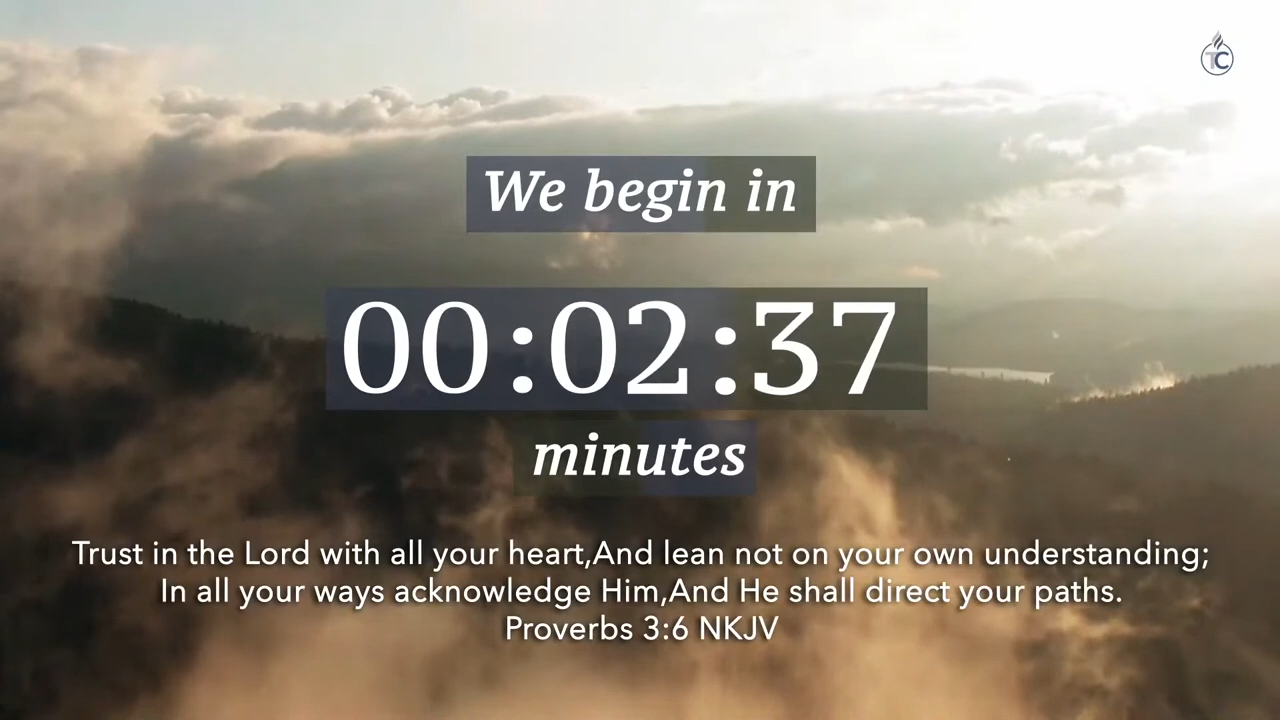 TC
We begin in
00:02:37
minutes
Trust in the Lord with all your heart,And lean not on your own understanding;
In all your ways acknowledge Him,And He shall direct your paths.
Proverbs 3:6 NKJV